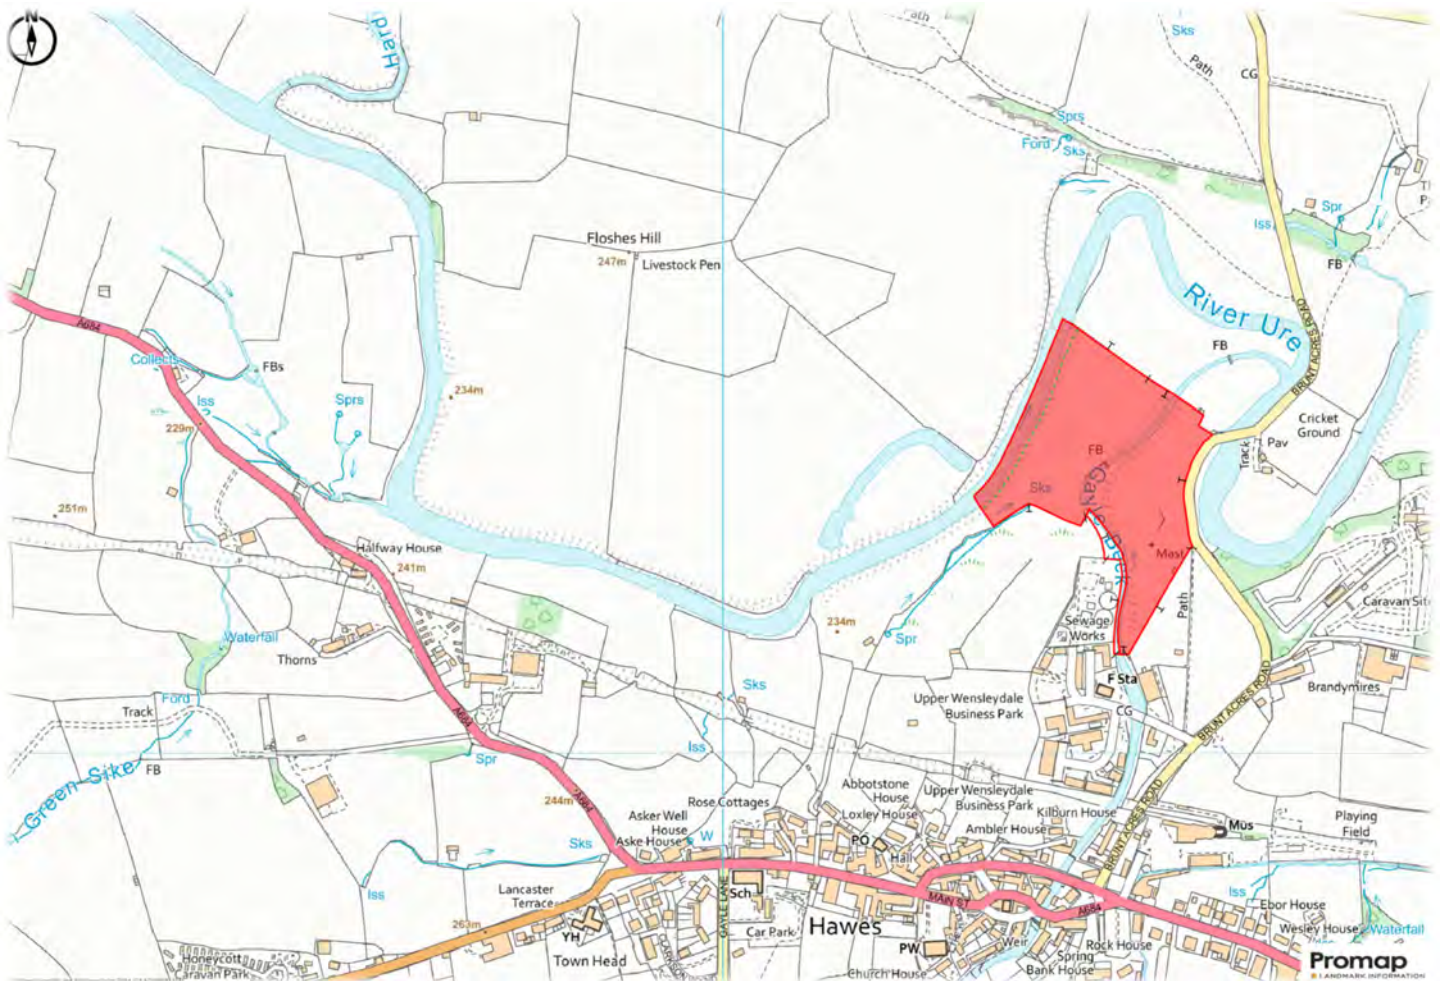 N
Path
Sks
Path
CG
Sprs
Ford
Sks
Spr
Iss
FB
Floshes Hill
247m
Livestock Pen
River Ure
BRUNT ACRES ROAD
A684
Collects
FBs
Iss
229m
Sprs
234m
FB
Cricket
Ground
Pav
Track
FB
Sks
Mast
251m
Halfway House
241m
Path
Caravan Site
Sewage
Works
234m
Spr
Waterfall
Thorns
Sks
F Sta
Upper Wensleydale
Business Park
CG
Brandymires
BRUNT ACRES ROAD
Ford
Track
A684
Iss
Spr
FB
Green Sike
244m
A684
Rose Cottages
Abbotstone
House
Loxley House
Upper Wensleydale
Business Park
Kilburn House
Ambler House
BRUNT ACRES ROAD
Mus
Playing
Field
Asker Well
House
Aske House
W
PO
Hall
Sks
Iss
Lancaster
Terrace
Sch
MAIN ST
A684
Iss
Ebor House
Wesley House
Waterfall
263m
YH
GAYLE LANE
Car Park
Hawes
PW
Weir
Rock House
Spring
Bank House
Town Head
Church House
Honeycott
Caravan Park
Promap
LANDMARK INFORMATION